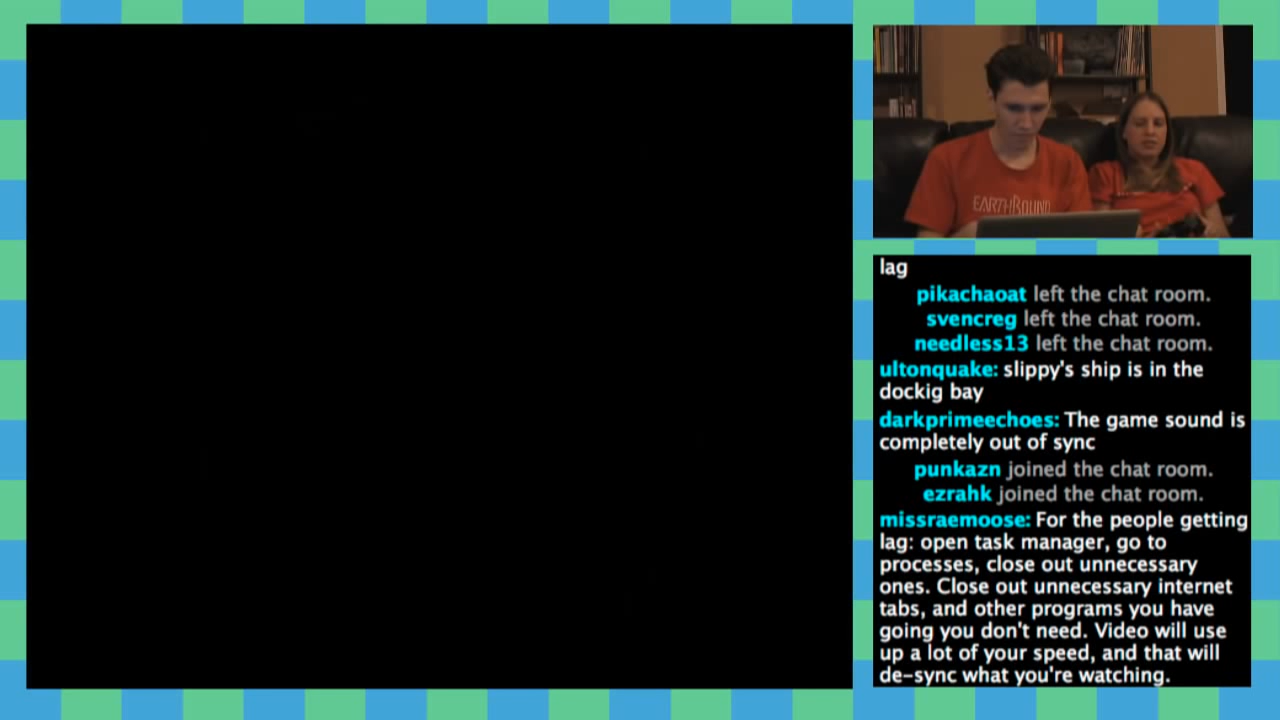 EARTHBOUND
lag
pikachaoat left the chat room.
svencreg left the chat room.
needless13 left the chat room.
ultonquake: slippy's ship is in the
dockig bay
darkprimeechoes: The game sound is
completely out of sync
punkazn joined the chat room.
ezrahk joined the chat room.
missraemoose: For the people getting
lag: open task manager, go to
processes, close out unnecessary
ones. Close out unnecessary internet
tabs, and other programs you have
going you don't need. Video will use
up a lot of your speed, and that will
de-sync what you're watching.